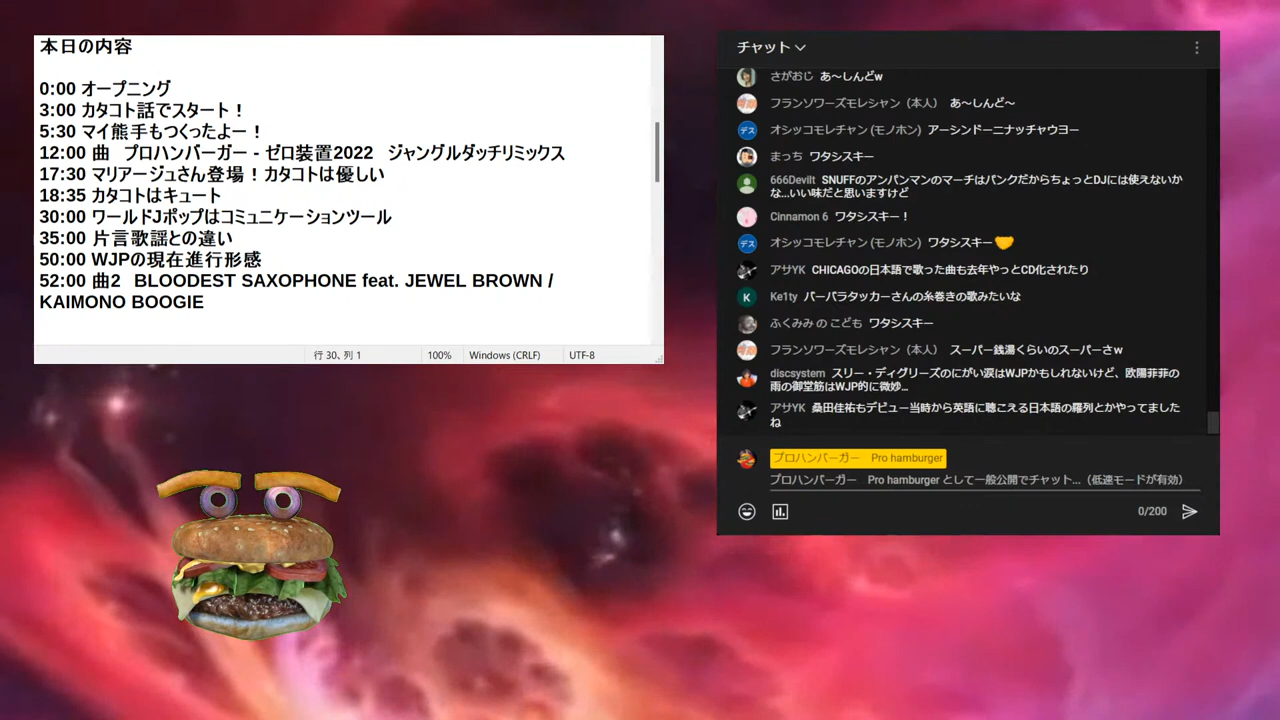 本日の内容
0:00 オープニング
3:00 カタコト話でスタート！
5:30 マイ熊手もつくったよー！
12:00 曲　プロハンバーガー - ゼロ装置2022　ジャングルダッチリミックス
17:30 マリアージュさん登場！カタコトは優しい
18:35 カタコトはキュート
30:00 ワールドJポップはコミュニケーションツール
35:00 片言歌謡との違い
50:00 WJPの現在進行形感
52:00 曲2　BLOODEST SAXOPHONE feat. JEWEL BROWN /
KAIMONO BOOGIE
行 30、列 1　100%　Windows (CRLF)　UTF-8
チャット
さがおじ　あ〜しんどw
フランソワーズモレシャン（本人）　あ〜しんど〜
デス　オシッコモレチャン (モノホン)　アーシンドーニナッチャウヨー
まっち　ワタシスキー
666Devilt　SNUFFのアンパンマンのマーチはパンクだからちょっとDJには使えないか
な...いい味だと思いますけど
Cinnamon 6　ワタシスキー！
デス　オシッコモレチャン (モノホン)　ワタシスキー
アサYK　CHICAGOの日本語で歌った曲も去年やっとCD化されたり
K　Ke1ty　バーバラタッカーさんの糸巻きの歌みたいな
ふくみみ の こども　ワタシスキー
フランソワーズモレシャン（本人）　スーパー銭湯くらいのスーパーさw
discsystem　スリー・ディグリーズのにがい涙はWJPかもしれないけど、欧陽菲菲の
雨の御堂筋はWJP的に微妙...
アサYK　桑田佳祐もデビュー当時から英語に聴こえる日本語の羅列とかやってました
ね
プロハンバーガー　Pro hamburger
プロハンバーガー　Pro hamburger として一般公開でチャット...（低速モードが有効）
0/200